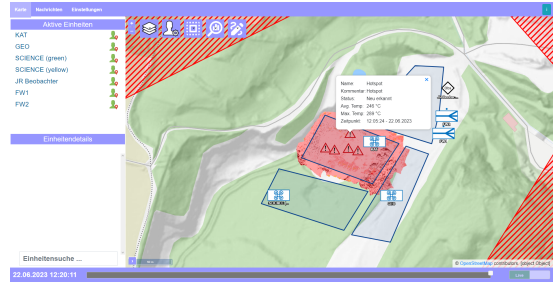 Karte Nachrichten Einstellungen
Aktive Einheiten
KAT
GEO
SCIENCE (green)
SCIENCE (yellow)
JR Beobachter
FW1
FW2
Einheitendetails
Einheitensuche ...
Name Hotspot
Kommentar Hotspot
Status Neu erkannt
Avg. Temp. 246 °C
Max. Temp. 268 °C
Zeitpunkt 12:05:24 - 22.06.2023
© OpenStreetMap contributors, [object Object]
22.06.2023 12:20:11
Live